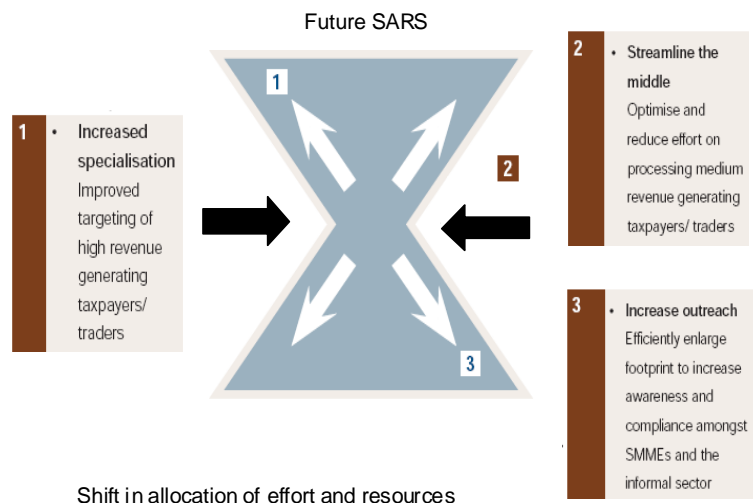 Future SARS
1
• Increased
specialisation
Improved
targeting of
high revenue
generating
taxpayers/
traders
1
2
3
2
• Streamline the
middle
Optimise and
reduce effort on
processing medium
revenue generating
taxpayers/ traders
3
• Increase outreach
Efficiently enlarge
footprint to increase
awareness and
compliance amongst
SMMEs and the
informal sector
Shift in allocation of effort and resources